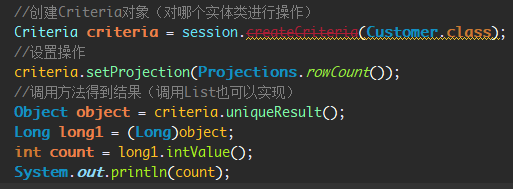 //创建Criteria对象（对哪个实体类进行操作）
Criteria criteria = session.createCriteria(Customer.class);
//设置操作
criteria.setProjection(Projections.rowCount());
//调用方法得到结果（调用List也可以实现）
Object object = criteria.uniqueResult();
Long long1 = (Long)object;
int count = long1.intValue();
System.out.println(count);